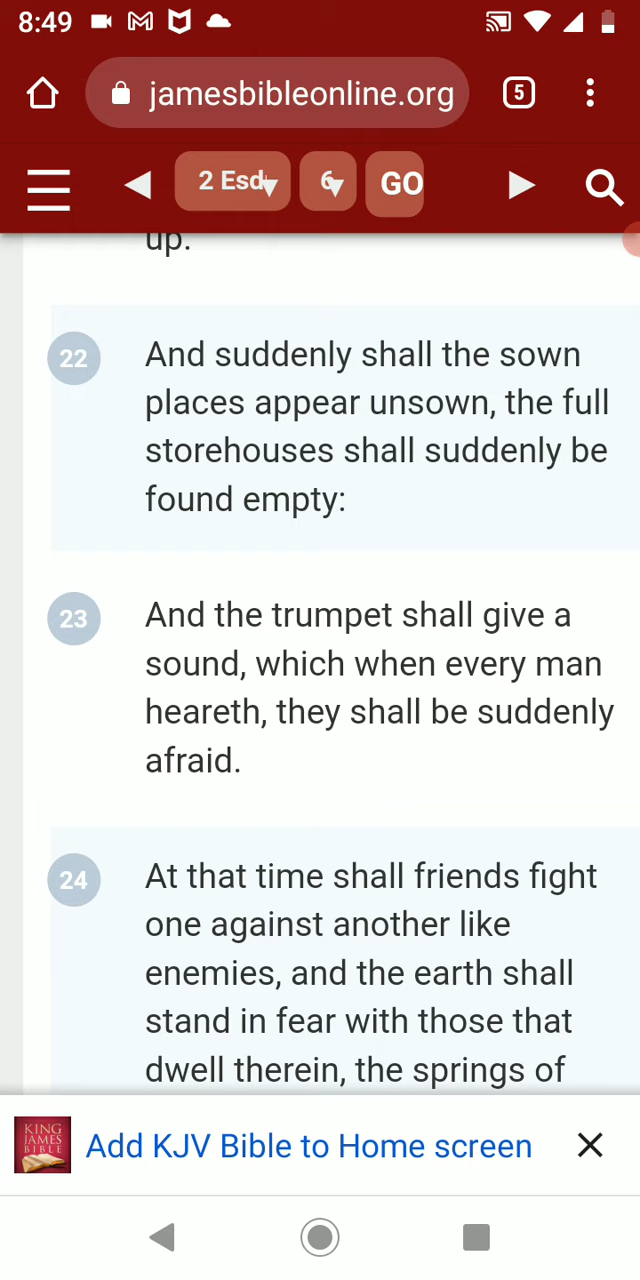 8:49
jamesbibleonline.org
5
2 Esd
6
GO
up.
22
And suddenly shall the sown
places appear unsown, the full
storehouses shall suddenly be
found empty:
23
And the trumpet shall give a
sound, which when every man
heareth, they shall be suddenly
afraid.
24
At that time shall friends fight
one against another like
enemies, and the earth shall
stand in fear with those that
dwell therein, the springs of
KING
JAMES
BIBLE
Add KJV Bible to Home screen